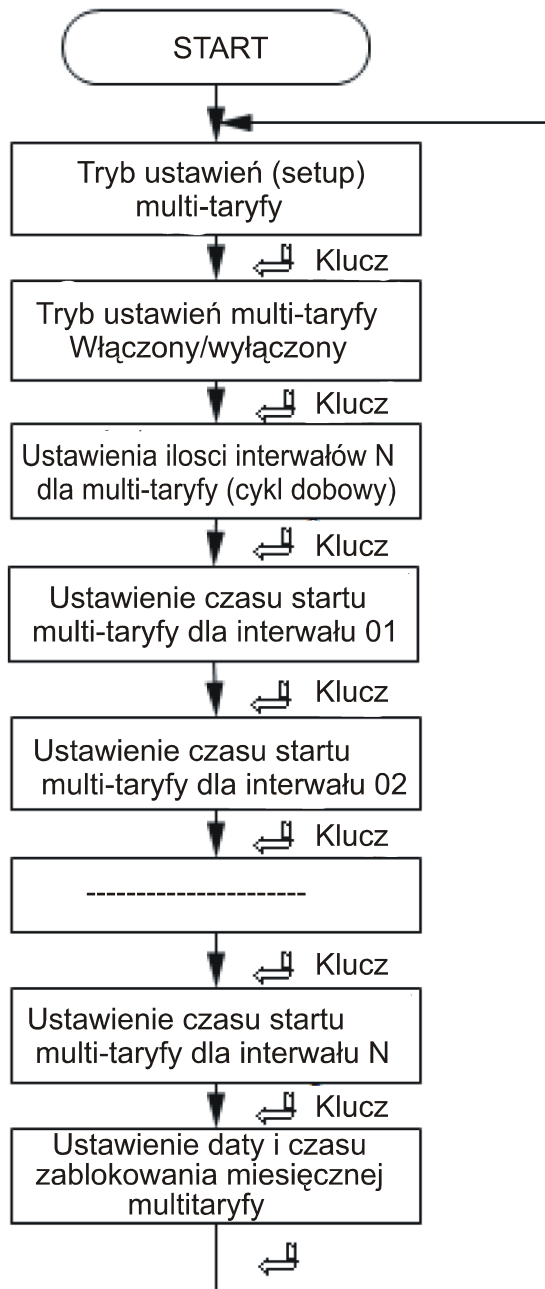 START
Tryb ustawień (setup)
multi-taryfy
Klucz
Tryb ustawień multi-taryfy
Włączony/wyłączony
Klucz
Ustawienia ilosci interwałów N
dla multi-taryfy (cykl dobowy)
Klucz
Ustawienie czasu startu
multi-taryfy dla interwału 01
Klucz
Ustawienie czasu startu
multi-taryfy dla interwału 02
Klucz
----------------------
Klucz
Ustawienie czasu startu
multi-taryfy dla interwału N
Klucz
Ustawienie daty i czasu
zablokowania miesięcznej
multitaryfy